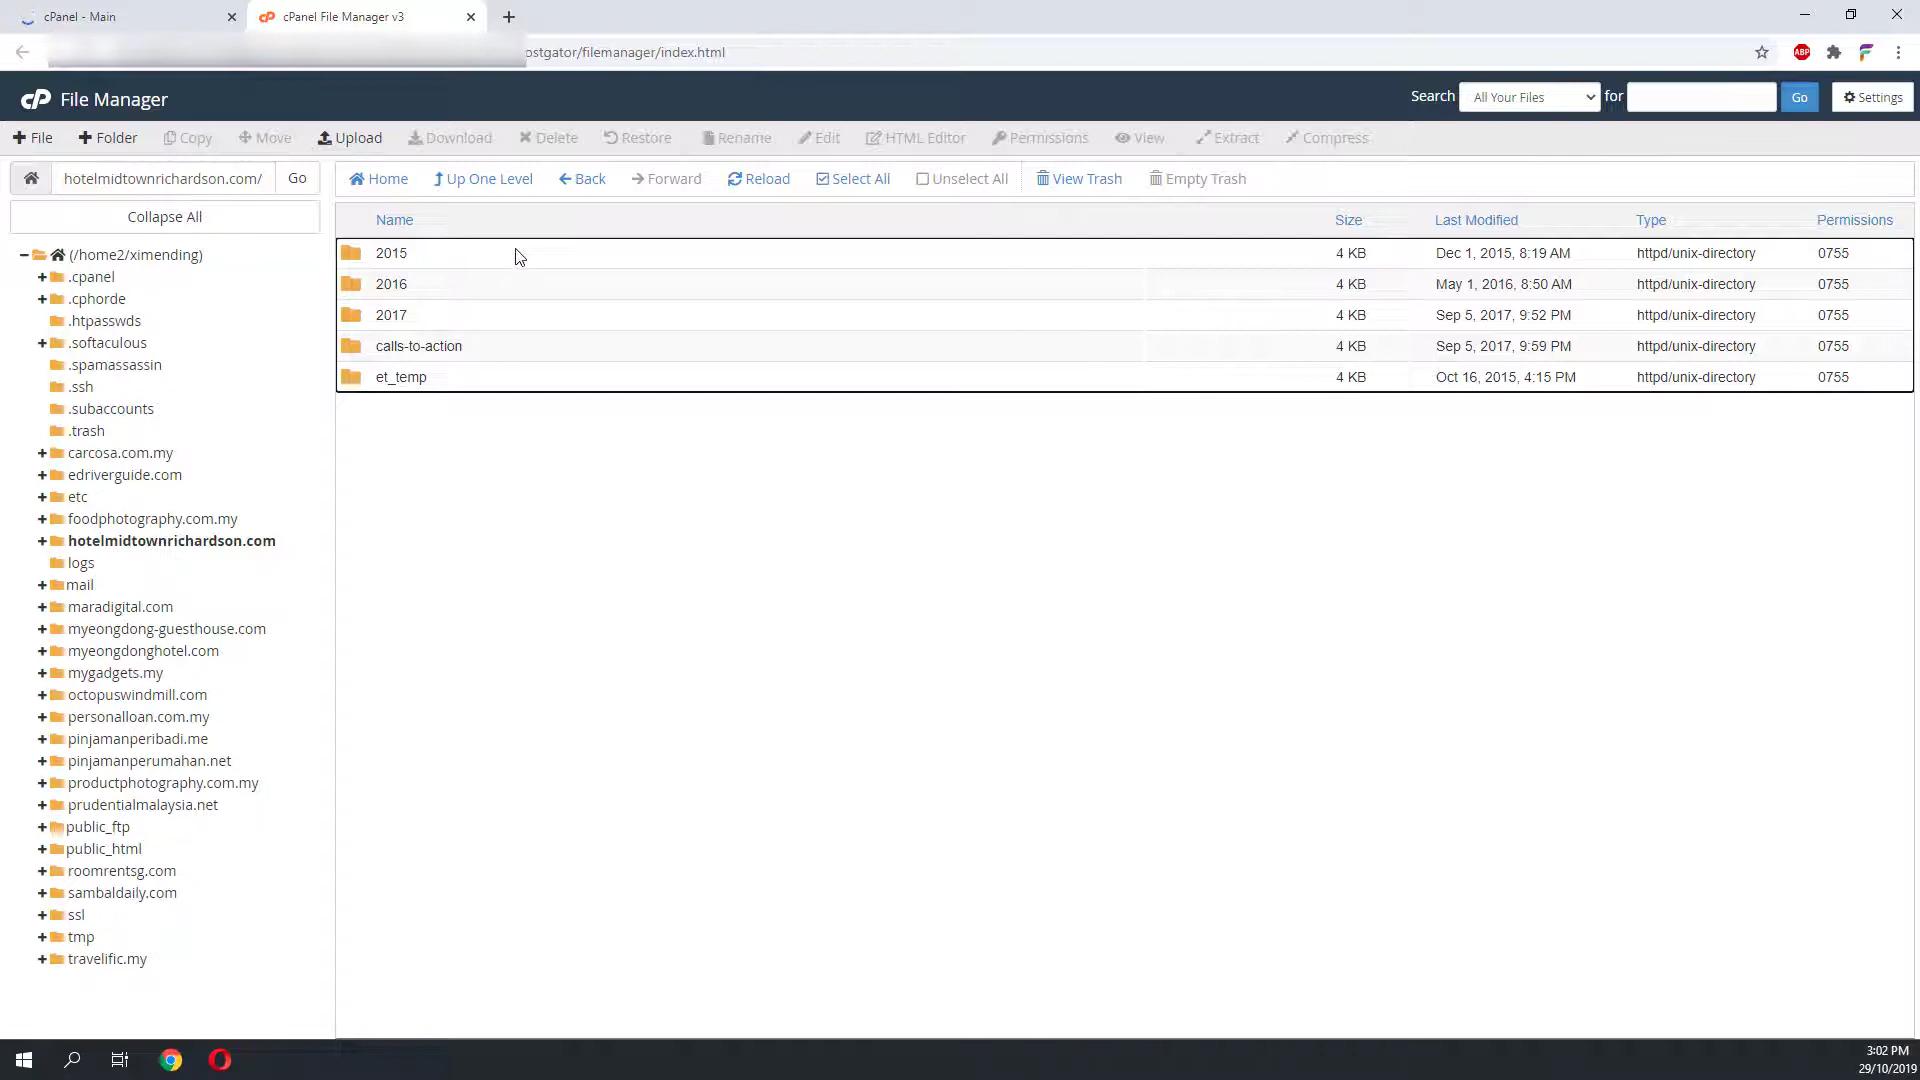 cPanel - Main
cPanel File Manager v3
ostgator/filemanager/index.html
ABP
cP File Manager
Search All Your Files for Go Settings
File Folder Copy Move Upload Download Delete Restore Rename Edit HTML Editor Permissions View Extract Compress
hotelmidtownrichardson.com/ Go
Home Up One Level Back Forward Reload Select All Unselect All View Trash Empty Trash
Collapse All
Name Size Last Modified Type Permissions
2015 4 KB Dec 1, 2015, 8:19 AM httpd/unix-directory 0755
2016 4 KB May 1, 2016, 8:50 AM httpd/unix-directory 0755
2017 4 KB Sep 5, 2017, 9:52 PM httpd/unix-directory 0755
calls-to-action 4 KB Sep 5, 2017, 9:59 PM httpd/unix-directory 0755
et_temp 4 KB Oct 16, 2015, 4:15 PM httpd/unix-directory 0755
(/home2/ximending)
.cpanel
.cphorde
.htpasswds
.softaculous
.spamassassin
.ssh
.subaccounts
.trash
carcosa.com.my
edriverguide.com
etc
foodphotography.com.my
hotelmidtownrichardson.com
logs
mail
maradigital.com
myeongdong-guesthouse.com
myeongdonghotel.com
mygadgets.my
octopuswindmill.com
personalloan.com.my
pinjamanperibadi.me
pinjamanperumahan.net
productphotography.com.my
prudentialmalaysia.net
public_ftp
public_html
roomrentsg.com
sambaldaily.com
ssl
tmp
travelific.my
3:02 PM
29/10/2019